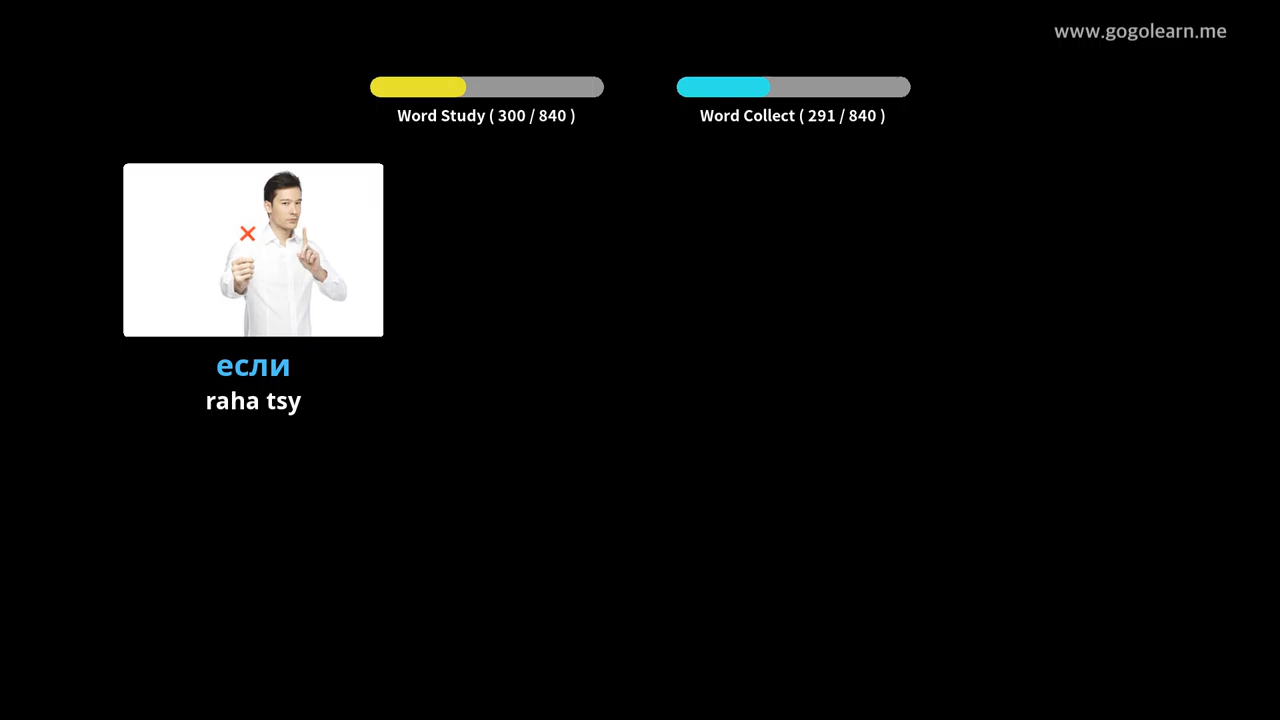 www.gogolearn.me
Word Study ( 300 / 840 )
Word Collect ( 291 / 840 )
если
raha tsy